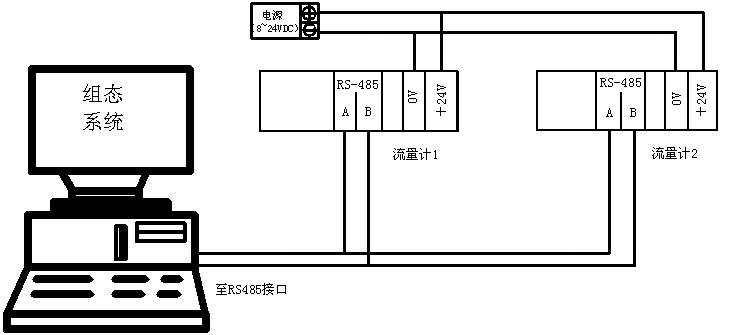 电源
(8~24VDC)
组态
系统
RS-485
A B
0V
+24V
RS-485
A B
0V
+24V
流量计1
流量计2
至RS485接口